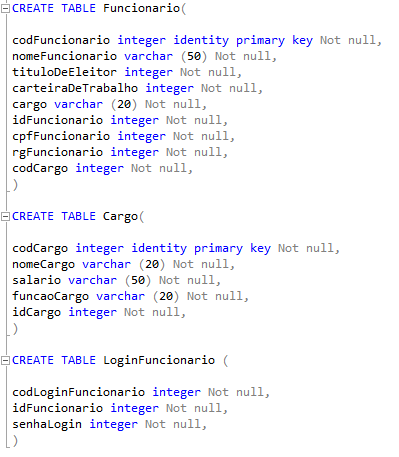 CREATE TABLE Funcionario(
codFuncionario integer identity primary key Not null,
nomeFuncionario varchar (50) Not null,
tituloDeEleitor integer Not null,
carteiraDeTrabalho integer Not null,
cargo varchar (20) Not null,
idFuncionario integer Not null,
cpfFuncionario integer Not null,
rgFuncionario integer Not null,
codCargo integer Not null,
)
CREATE TABLE Cargo(
codCargo integer identity primary key Not null,
nomeCargo varchar (20) Not null,
salario varchar (50) Not null,
funcaoCargo varchar (20) Not null,
idCargo integer Not null,
)
CREATE TABLE LoginFuncionario (
codLoginFuncionario integer Not null,
idFuncionario integer Not null,
senhaLogin integer Not null,
)